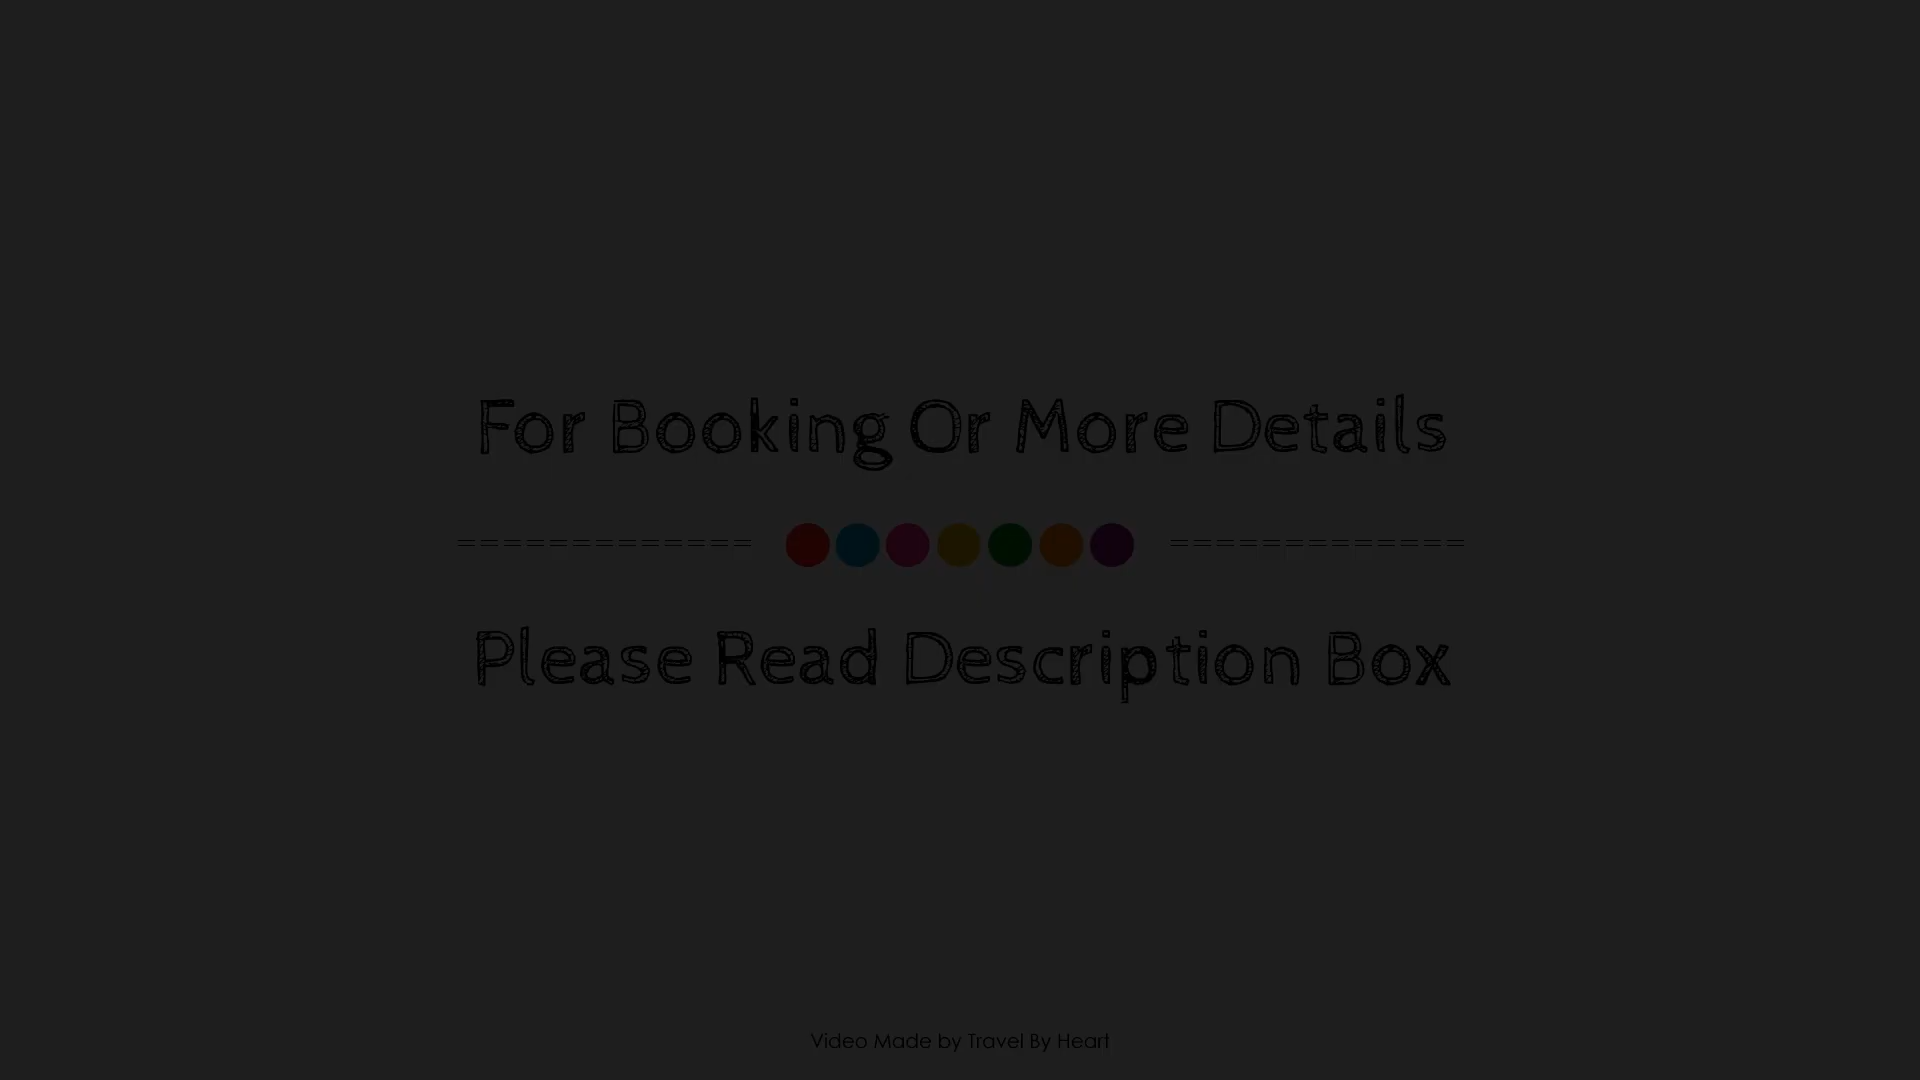 For Booking Or More Details
============= =============
Please Read Description Box
Video Made by Travel By Heart